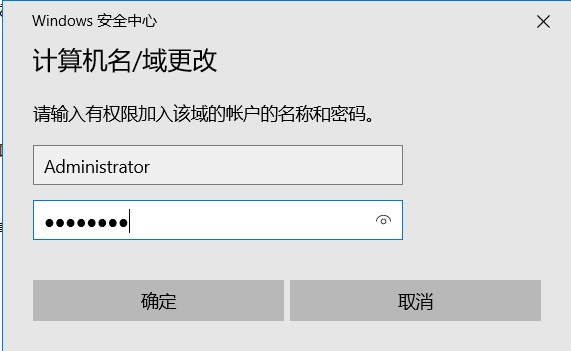 Windows 安全中心
计算机名/域更改
请输入有权限加入该域的帐户的名称和密码。
Administrator
●●●●●●●●
确定
取消